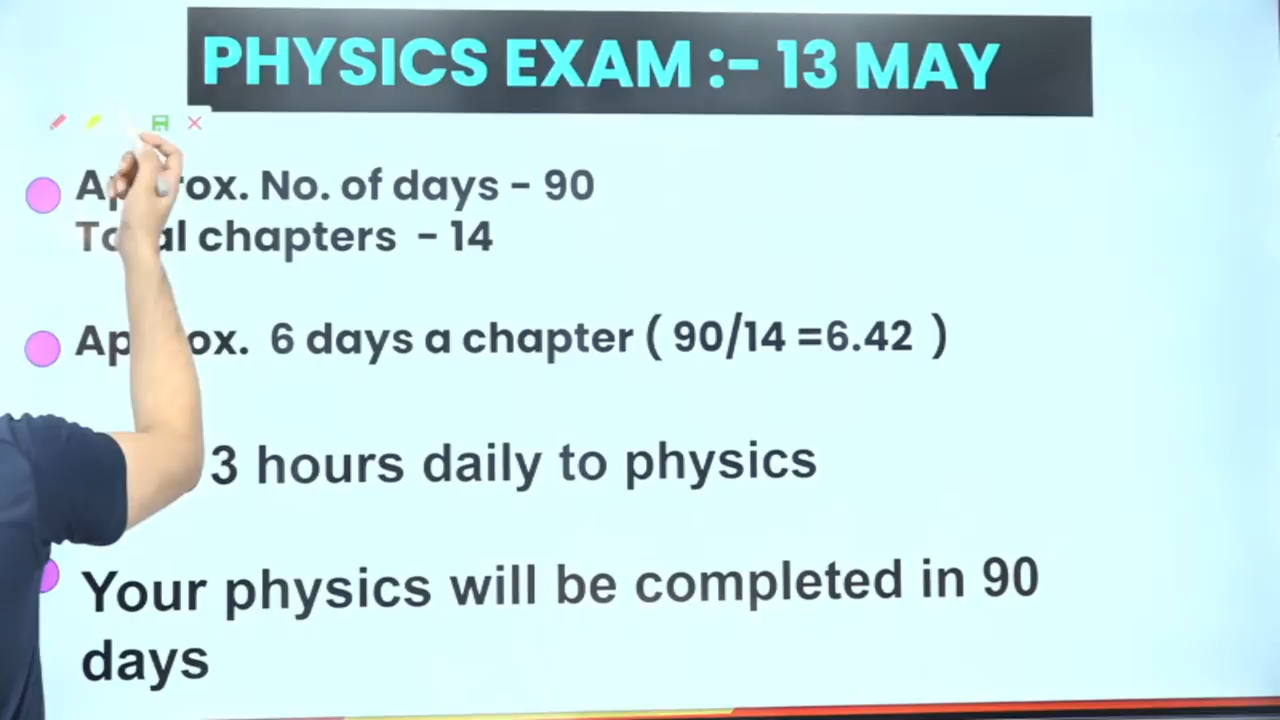 PHYSICS EXAM :- 13 MAY
No. of days - 90
chapters - 14
6 days a chapter ( 90/14 =6.42 )
3 hours daily to physics
Your physics will be completed in 90
days